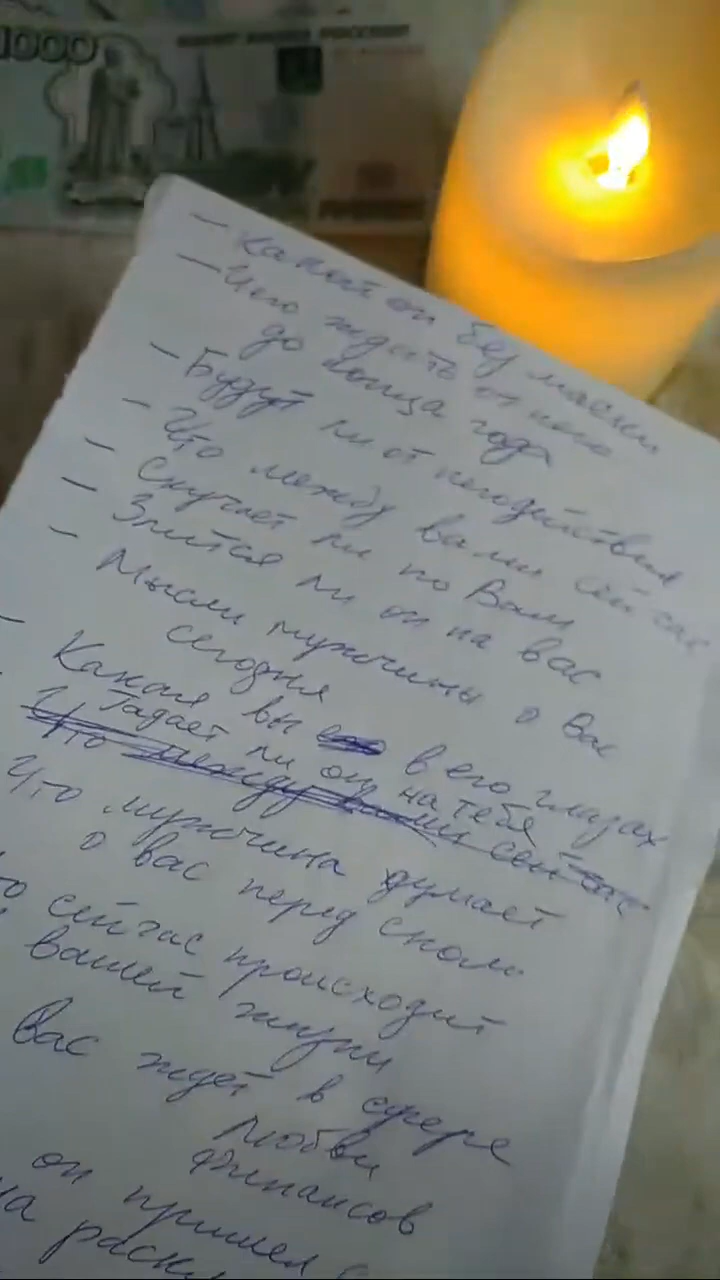 1000
- Какой он без маски
- Чего ждать от него
до конца года
- Будут ли от него действия
- Что между вами сейчас
- Скучает ли по Вам
- Злится ли он на вас
- Мысли мужчины о вас
сегодня
- Какая вы в его глазах
Гадает ли он на тебя
Что между вами сейчас
Что мужчина думает
о вас перед сном
сейчас происходит
вашей жизни
вас ждет в сфере
Любви
Финансов
он пришел
на